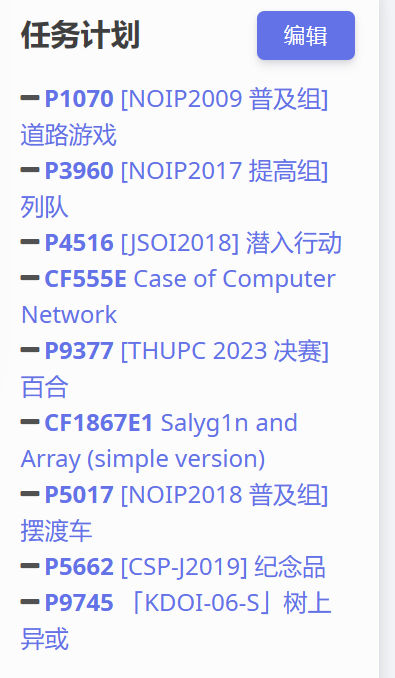 任务计划
编辑
P1070 [NOIP2009 普及组]
道路游戏
P3960 [NOIP2017 提高组]
列队
P4516 [JSOI2018] 潜入行动
CF555E Case of Computer
Network
P9377 [THUPC 2023 决赛]
百合
CF1867E1 Salyg1n and
Array (simple version)
P5017 [NOIP2018 普及组]
摆渡车
P5662 [CSP-J2019] 纪念品
P9745 「KDOI-06-S」树上
异或